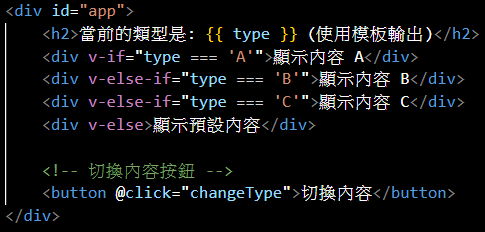 <div id="app">
<h2>當前的類型是: {{ type }} (使用模板輸出)</h2>
<div v-if="type === 'A'">顯示內容 A</div>
<div v-else-if="type === 'B'">顯示內容 B</div>
<div v-else-if="type === 'C'">顯示內容 C</div>
<div v-else>顯示預設內容</div>
<!-- 切換內容按鈕 -->
<button @click="changeType">切換內容</button>
</div>